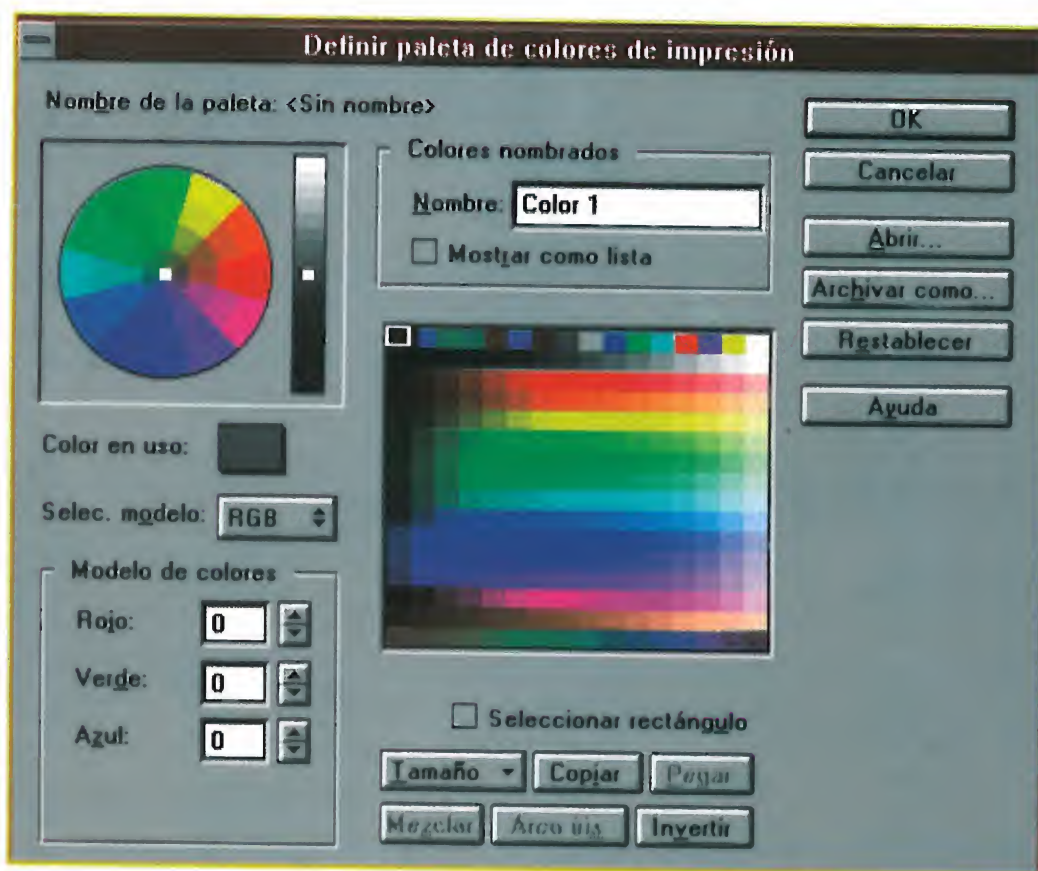 Definir paleta de colores de impresión
Nombre de la paleta: <Sin nombre>
Colores nombrados
Nombre: Color 1
Mostrar como lista
OK
Cancelar
Abrir...
Archivar como...
Restablecer
Ayuda
Color en uso:
Selec. modelo: RGB
Modelo de colores
Rojo: 0
Verde: 0
Azul: 0
Seleccionar rectángulo
Tamaño Copiar Pegar
Mezclar Arco iris Invertir